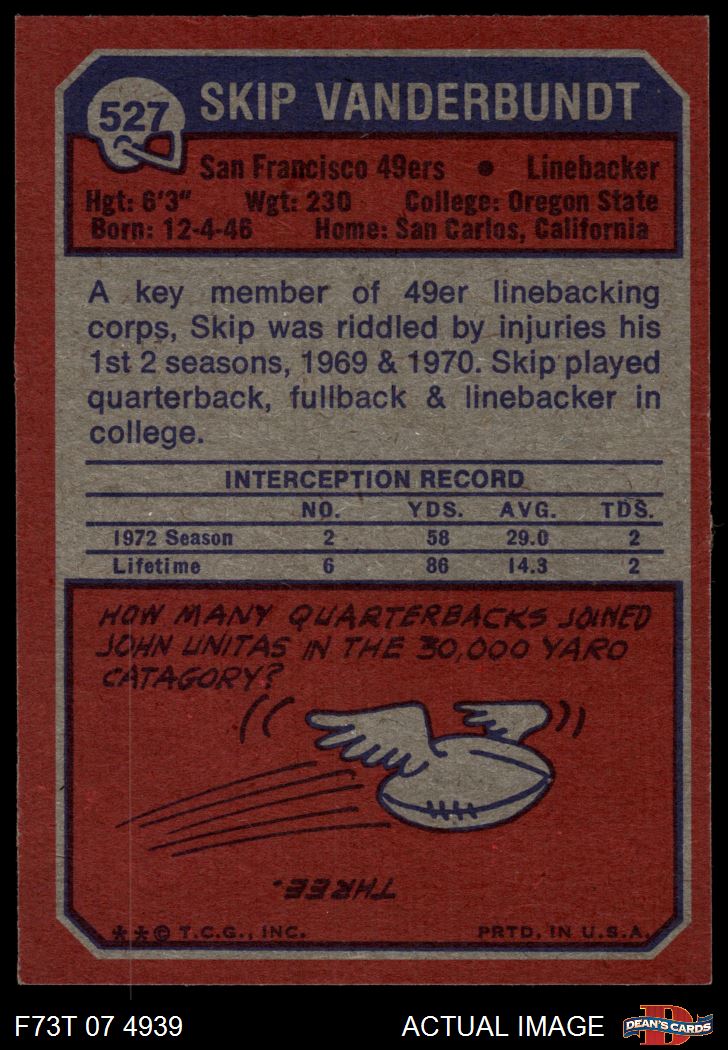 527
SKIP VANDERBUNDT
San Francisco 49ers • Linebacker
Hgt: 6'3" Wgt: 230 College: Oregon State
Born: 12-4-46 Home: San Carlos, California
A key member of 49er linebacking
corps, Skip was riddled by injuries his
1st 2 seasons, 1969 & 1970. Skip played
quarterback, fullback & linebacker in
college.
INTERCEPTION RECORD
NO. YDS. AVG. TDS.
1972 Season 2 58 29.0 2
Lifetime 6 86 14.3 2
HOW MANY QUARTERBACKS JOINED
JOHN UNITAS IN THE 30,000 YARD
CATAGORY?
THREE.
**© T.C.G., INC. PRTD. IN U.S.A.
F73T 07 4939 ACTUAL IMAGE
D
DEAN'S CARDS